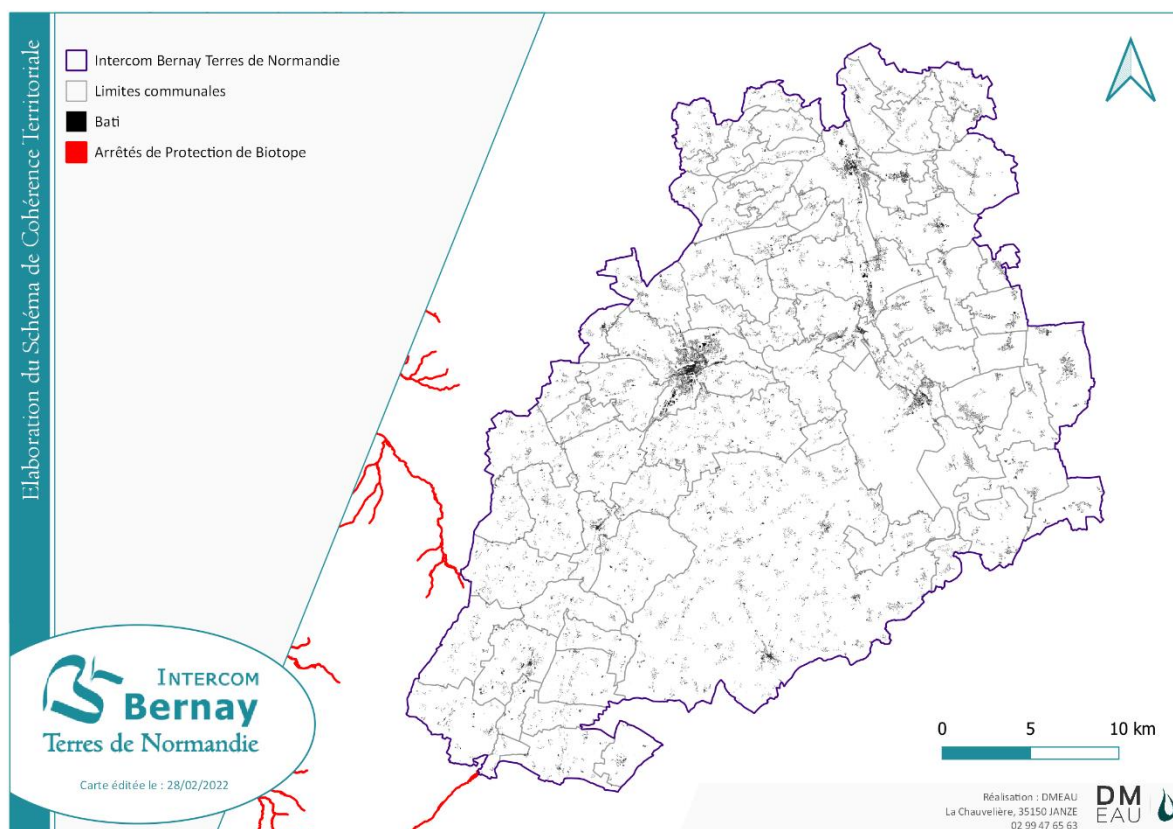 Elaboration du Schéma de Cohérence Territoriale
Intercom Bernay Terres de Normandie
Limites communales
Bati
Arrêtés de Protection de Biotope
INTERCOM
Bernay
Terres de Normandie
Carte éditée le : 28/02/2022
0 5 10 km
Réalisation : DMEAU
La Chauvelière, 35150 JANZE
02 99 47 65 63
DM
EAU